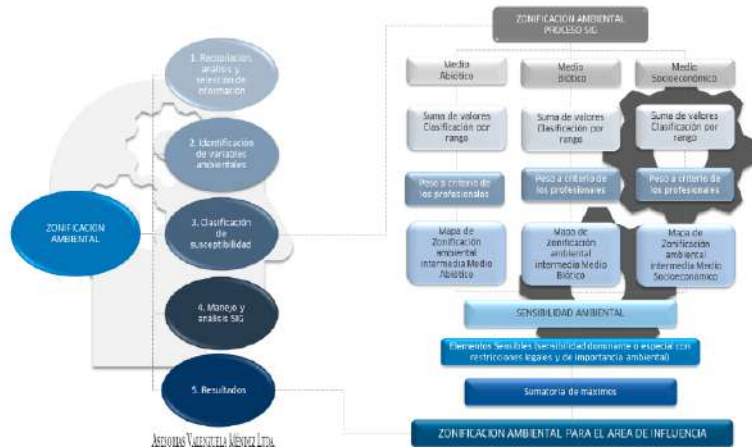 ZONIFICACIÓN
AMBIENTAL
1. Recopilación,
análisis y
selección de
información
2. Identificación
de variables
ambientales
3. Clasificación
de
susceptibilidad
4. Manejo y
análisis SIG
5. Resultados
ASESORIAS VALENZUELA MÉNDEZ LTDA.
ZONIFICACION AMBIENTAL
PROCESO SIG
Medio
Abiótico
Medio
Biótico
Medio
Socioeconómico
Suma de valores
Clasificación por
rango
Suma de valores
Clasificación por
rango
Suma de valores
Clasificación por
rango
Peso a criterio de
los profesionales
Peso a criterio de
los profesionales
Peso a criterio de
los profesionales
Mapa de
Zonificación
ambiental
intermedia Medio
Abiótico
Mapa de
zonificación
ambiental
intermedia Medio
Biótico
Mapa de
Zonificación
ambiental
intermedia Medio
Socioeconomico
SENSIBILIDAD AMBIENTAL
Elementos Sensibles (sensibilidad dominante o especial con
restricciones legales y de importancia ambiental)
Sumatoria de maximos
ZONIFICACION AMBIENTAL PARA EL AREA DE INFLUENCIA